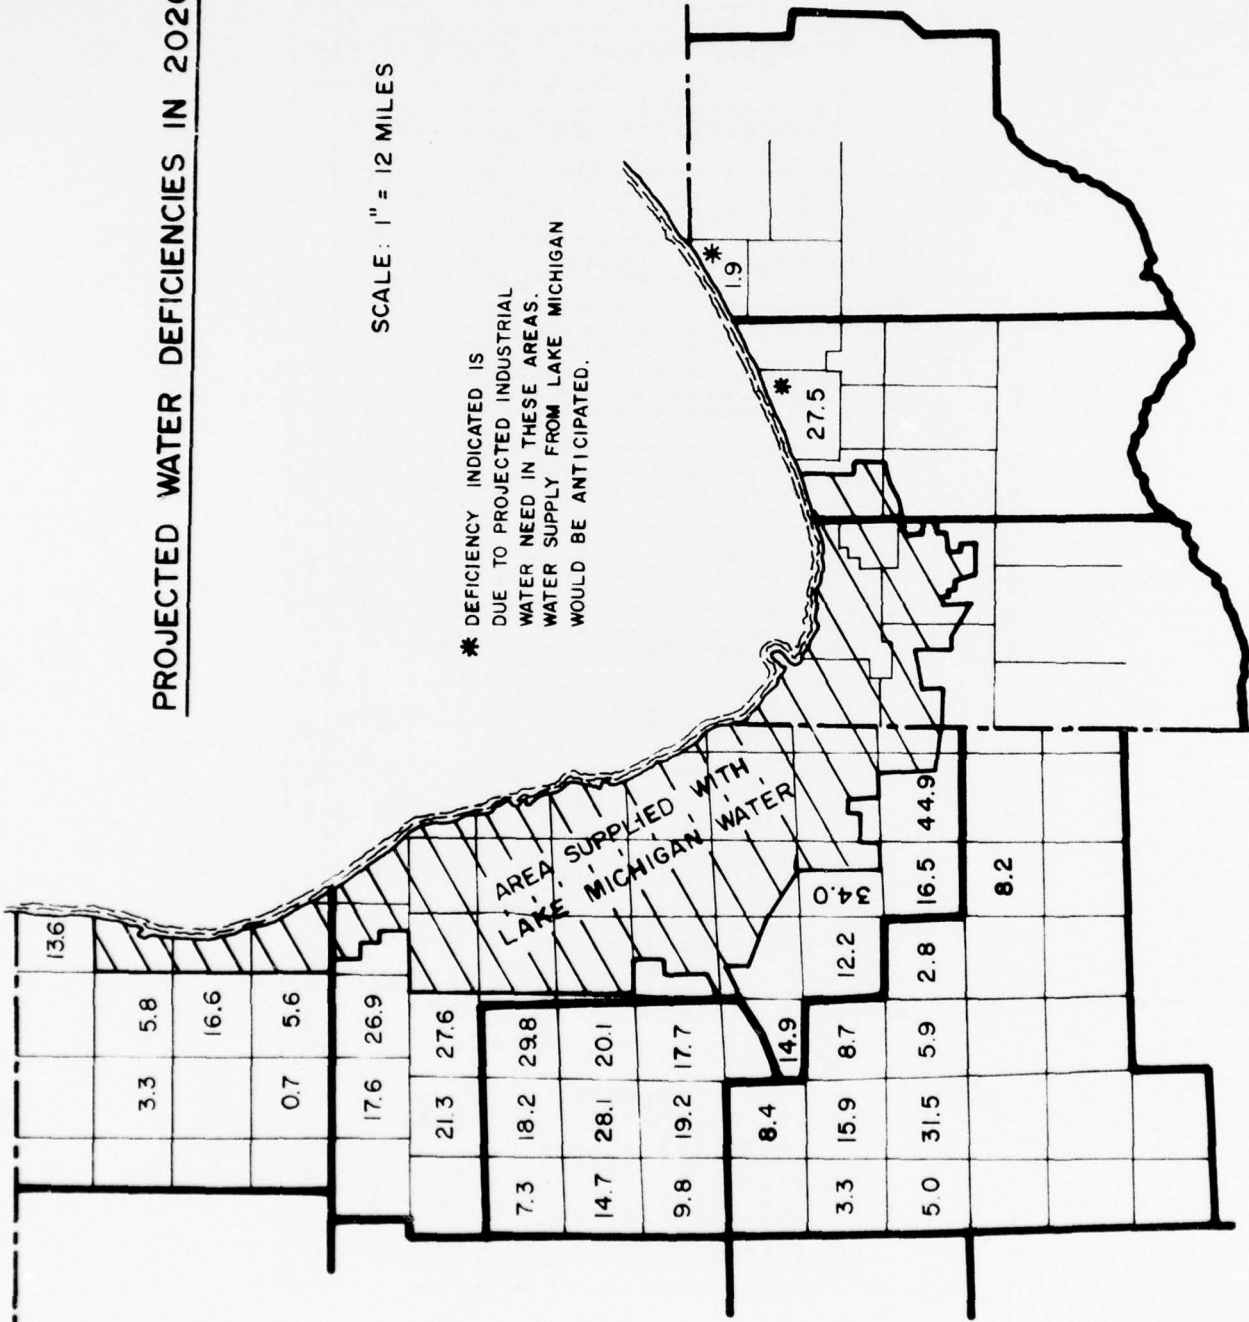 PROJECTED WATER DEFICIENCIES IN 202
SCALE: 1" = 12 MILES
* DEFICIENCY INDICATED IS
DUE TO PROJECTED INDUSTRIAL
WATER NEED IN THESE AREAS.
WATER SUPPLY FROM LAKE MICHIGAN
WOULD BE ANTICIPATED.
13.6
3.3 5.8
16.6
0.7 5.6
17.6 26.9
21.3 27.6
7.3 18.2 29.8
14.7 28.1 20.1
9.8 19.2 17.7
8.4 14.9
3.3 15.9 8.7 12.2 34.0
5.0 31.5 5.9 2.8 16.5 44.9
8.2
AREA SUPPLIED WITH
LAKE MICHIGAN WATER
* 27.5
* 1.9